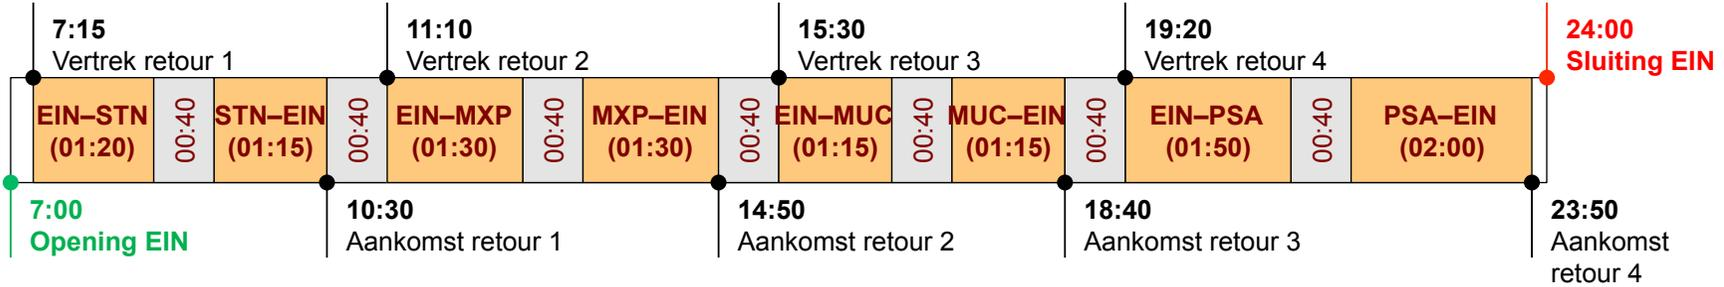 7:15
Vertrek retour 1
11:10
Vertrek retour 2
15:30
Vertrek retour 3
19:20
Vertrek retour 4
24:00
Sluiting EIN
EIN–STN
(01:20)
00:40
STN–EIN
(01:15)
00:40
EIN–MXP
(01:30)
00:40
MXP–EIN
(01:30)
00:40
EIN–MUC
(01:15)
00:40
MUC–EIN
(01:15)
00:40
EIN–PSA
(01:50)
00:40
PSA–EIN
(02:00)
7:00
Opening EIN
10:30
Aankomst retour 1
14:50
Aankomst retour 2
18:40
Aankomst retour 3
23:50
Aankomst
retour 4